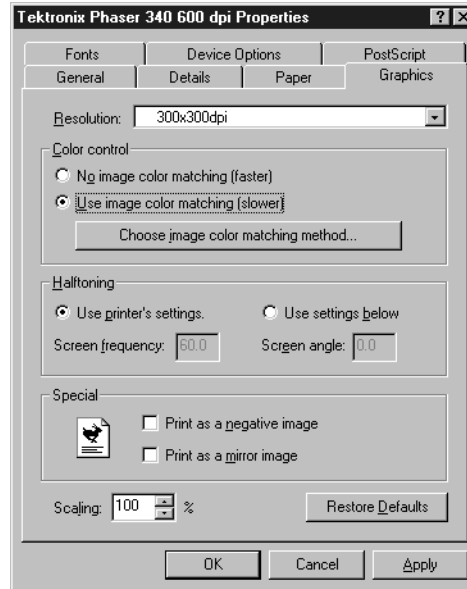 Tektronix Phaser 340 600 dpi Properties
Fonts Device Options PostScript
General Details Paper Graphics
Resolution: 300x300dpi
Color control
No image color matching (faster)
Use image color matching (slower)
Choose image color matching method...
Halftoning
Use printer's settings. Use settings below
Screen frequency: 60.0 Screen angle: 0.0
Special
Print as a negative image
Print as a mirror image
Scaling: 100 % Restore Defaults
OK Cancel Apply